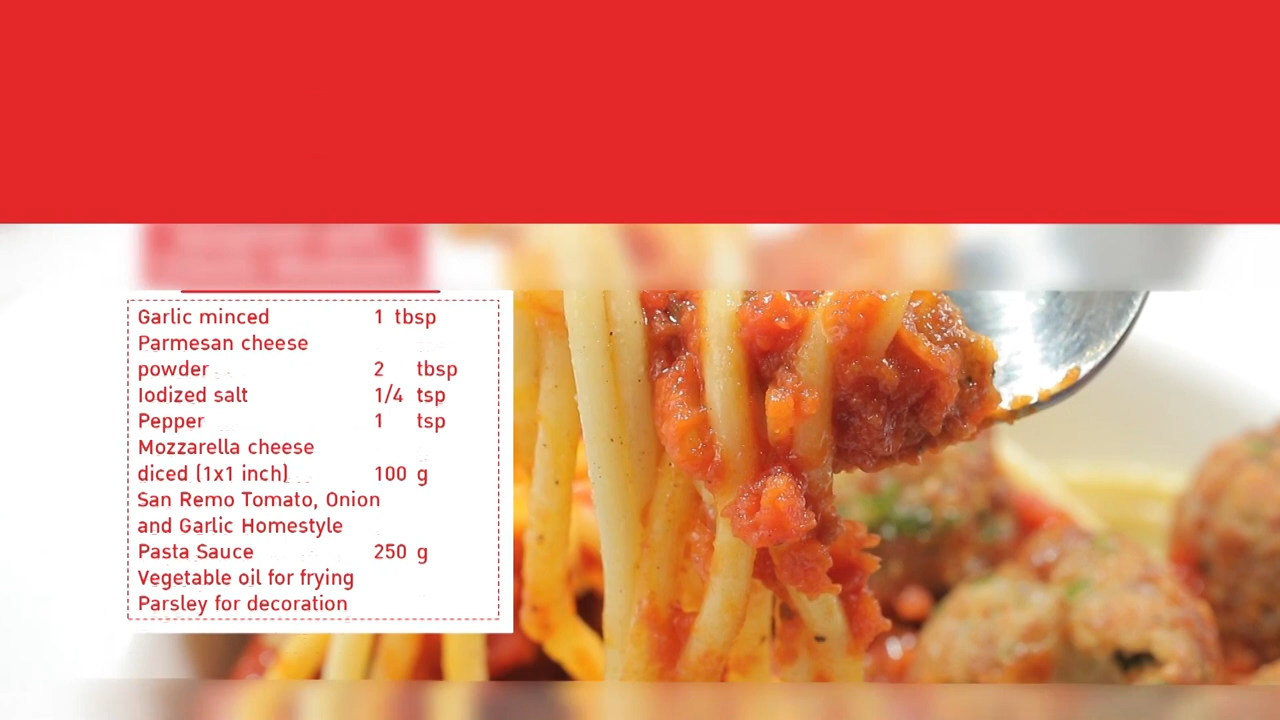 Garlic minced 1 tbsp
Parmesan cheese
powder 2 tbsp
Iodized salt 1/4 tsp
Pepper 1 tsp
Mozzarella cheese
diced (1x1 inch) 100 g
San Remo Tomato, Onion
and Garlic Homestyle
Pasta Sauce 250 g
Vegetable oil for frying
Parsley for decoration